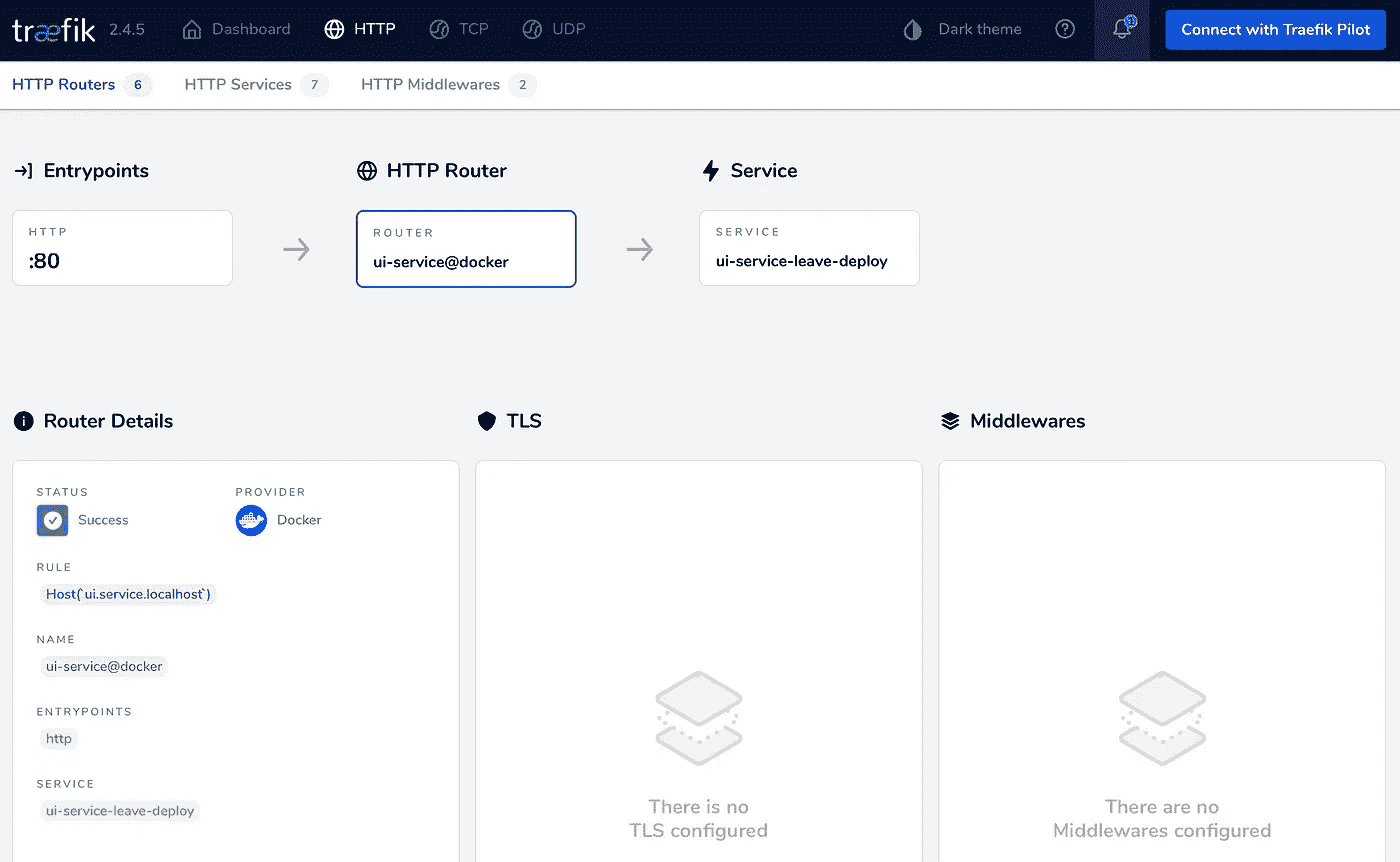 træfik 2.4.5 Dashboard HTTP TCP UDP Dark theme Connect with Traefik Pilot
HTTP Routers 6 HTTP Services 7 HTTP Middlewares 2
Entrypoints HTTP Router Service
HTTP ROUTER SERVICE
:80 ui-service@docker ui-service-leave-deploy
Router Details TLS Middlewares
STATUS PROVIDER
Success Docker
RULE
Host(`ui.service.localhost`)
NAME
ui-service@docker
ENTRYPOINTS
http
SERVICE
ui-service-leave-deploy
There is no
TLS configured
There are no
Middlewares configured